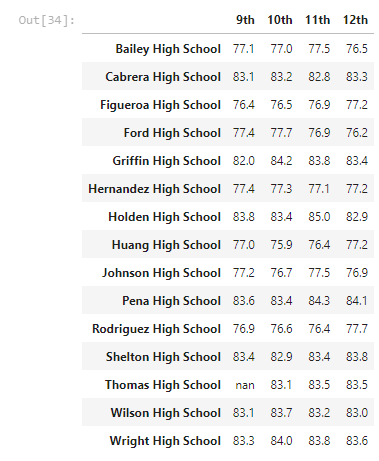 Out[34]:
9th 10th 11th 12th
Bailey High School 77.1 77.0 77.5 76.5
Cabrera High School 83.1 83.2 82.8 83.3
Figueroa High School 76.4 76.5 76.9 77.2
Ford High School 77.4 77.7 76.9 76.2
Griffin High School 82.0 84.2 83.8 83.4
Hernandez High School 77.4 77.3 77.1 77.2
Holden High School 83.8 83.4 85.0 82.9
Huang High School 77.0 75.9 76.4 77.2
Johnson High School 77.2 76.7 77.5 76.9
Pena High School 83.6 83.4 84.3 84.1
Rodriguez High School 76.9 76.6 76.4 77.7
Shelton High School 83.4 82.9 83.4 83.8
Thomas High School nan 83.1 83.5 83.5
Wilson High School 83.1 83.7 83.2 83.0
Wright High School 83.3 84.0 83.8 83.6